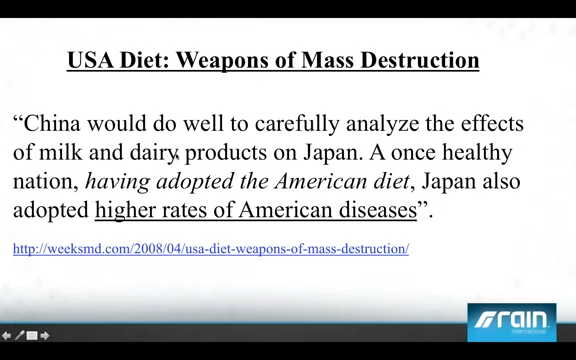 USA Diet: Weapons of Mass Destruction
“China would do well to carefully analyze the effects
of milk and dairy products on Japan. A once healthy
nation, having adopted the American diet, Japan also
adopted higher rates of American diseases”.
http://weeksmd.com/2008/04/usa-diet-weapons-of-mass-destruction/
rain
international